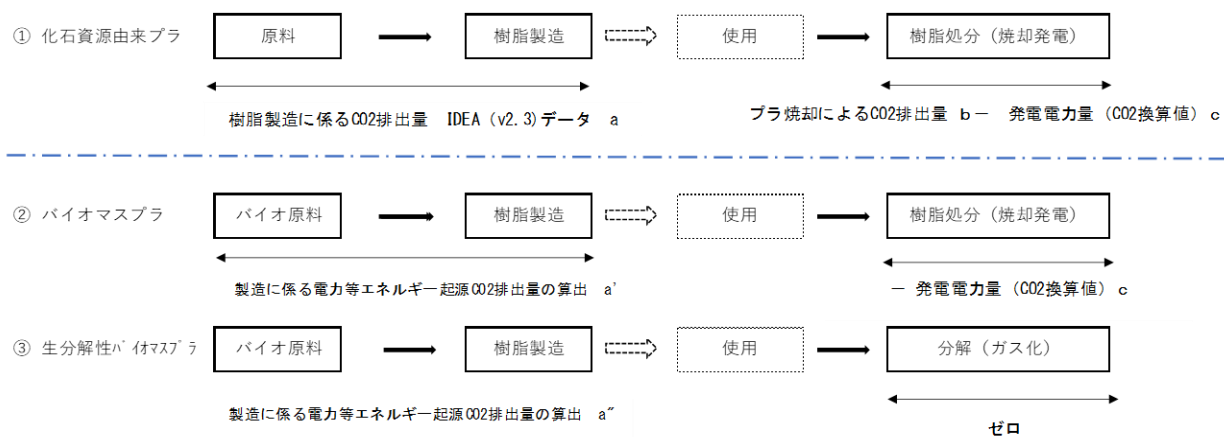 ① 化石資源由来プラ 原料 樹脂製造 使用 樹脂処分（焼却発電）
樹脂製造に係るCO2排出量　IDEA（v2.3)データ　a プラ焼却によるCO2排出量 b－　発電電力量（CO2換算値）c
② バイオマスプラ バイオ原料 樹脂製造 使用 樹脂処分（焼却発電）
製造に係る電力等エネルギー起源CO2排出量の算出　a' － 発電電力量（CO2換算値）c
③ 生分解性ﾊﾞｲｵﾏｽﾌﾟﾗ バイオ原料 樹脂製造 使用 分解（ガス化）
製造に係る電力等エネルギー起源CO2排出量の算出　a" ゼロ